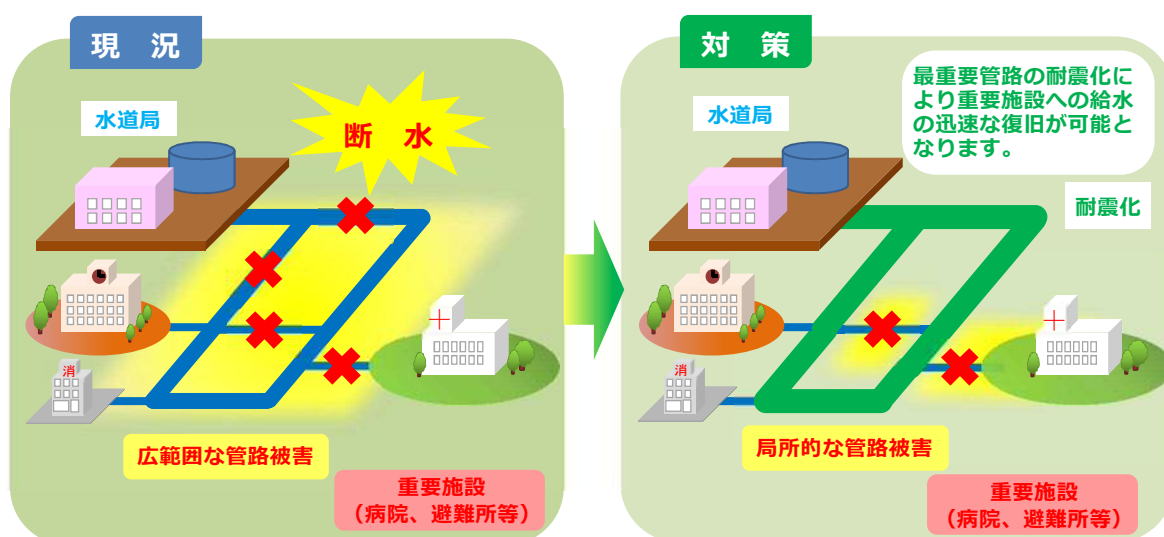 現　況
水道局
断　水
消
広範囲な管路被害
重要施設
（病院、避難所等）
対　策
最重要管路の耐震化に
より重要施設への給水
の迅速な復旧が可能と
なります。
水道局
耐震化
消
局所的な管路被害
重要施設
（病院、避難所等）